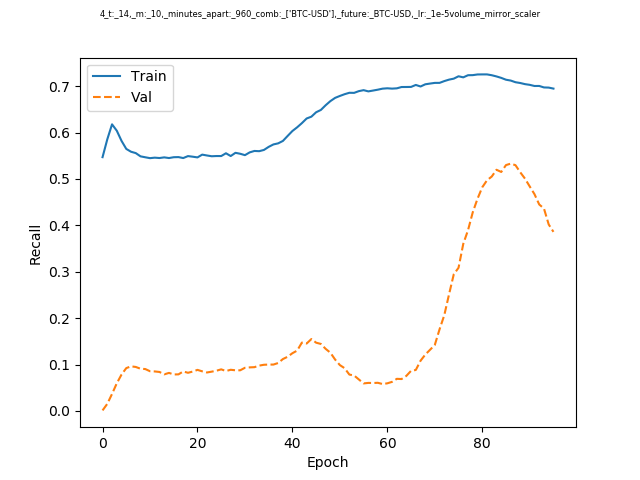 4_t:_14,_m:_10,_minutes_apart:_960_comb:_['BTC-USD'],_future:_BTC-USD,_lr:_1e-5volume_mirror_scaler
Train
Val
0.7
0.6
0.5
0.4
0.3
0.2
0.1
0.0
Recall
0 20 40 60 80
Epoch